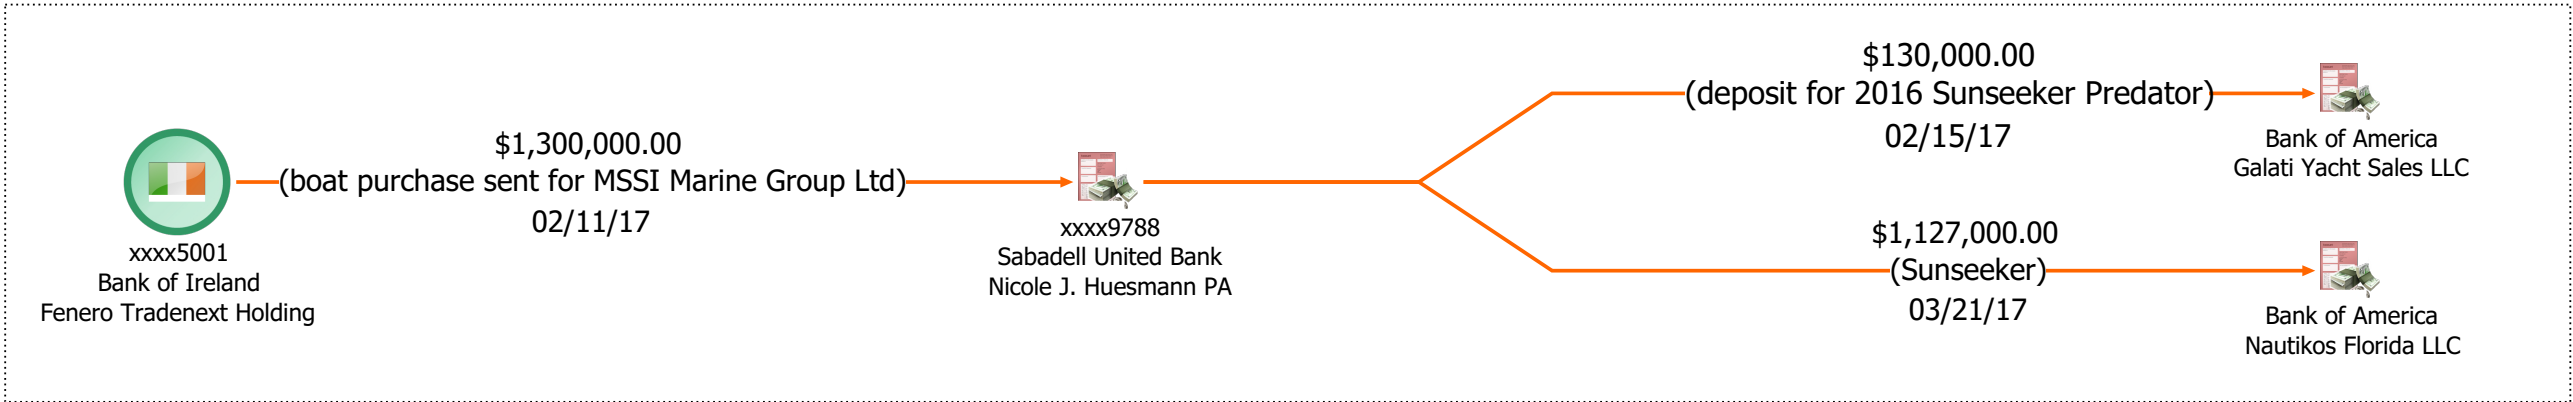 $1,300,000.00
(boat purchase sent for MSSI Marine Group Ltd)
02/11/17
xxxx5001
Bank of Ireland
Fenero Tradenext Holding
xxxx9788
Sabadell United Bank
Nicole J. Huesmann PA
$130,000.00
(deposit for 2016 Sunseeker Predator)
02/15/17
Bank of America
Galati Yacht Sales LLC
$1,127,000.00
(Sunseeker)
03/21/17
Bank of America
Nautikos Florida LLC